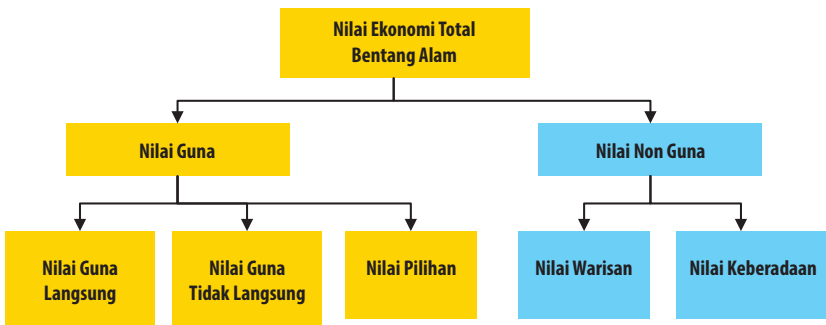 Nilai Ekonomi Total
Bentang Alam
Nilai Guna
Nilai Non Guna
Nilai Guna
Langsung
Nilai Guna
Tidak Langsung
Nilai Pilihan
Nilai Warisan
Nilai Keberadaan